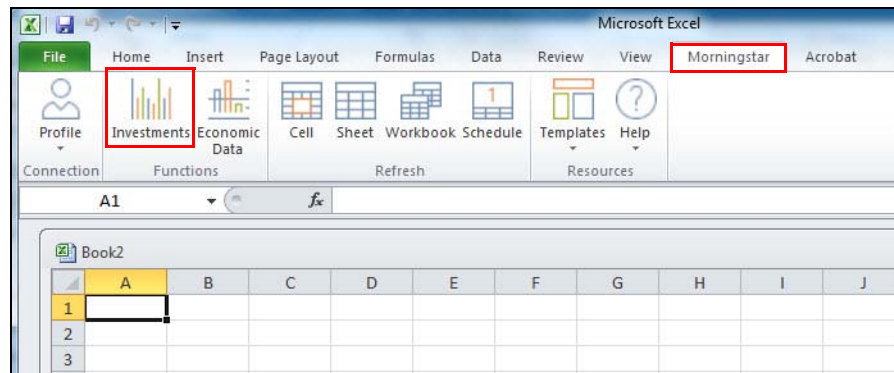 Microsoft Excel
File Home Insert Page Layout Formulas Data Review View Morningstar Acrobat
Profile Investments Economic Data Cell Sheet Workbook Schedule Templates Help
Connection Functions Refresh Resources
A1 fx
Book2
A B C D E F G H I J
1
2
3